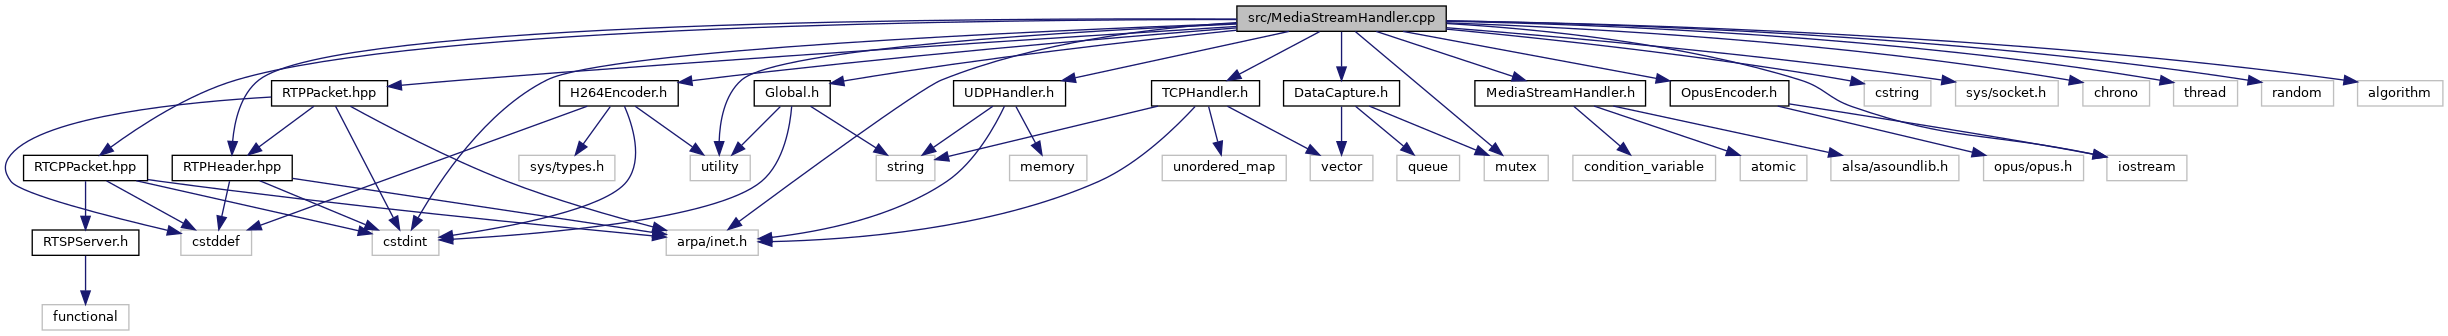 src/MediaStreamHandler.cpp
RTPPacket.hpp
H264Encoder.h
Global.h
UDPHandler.h
TCPHandler.h
DataCapture.h
MediaStreamHandler.h
OpusEncoder.h
cstring
sys/socket.h
chrono
thread
random
algorithm
RTCPPacket.hpp
RTPHeader.hpp
sys/types.h
utility
string
memory
unordered_map
vector
queue
mutex
condition_variable
atomic
alsa/asoundlib.h
opus/opus.h
iostream
RTSPServer.h
cstddef
cstdint
arpa/inet.h
functional